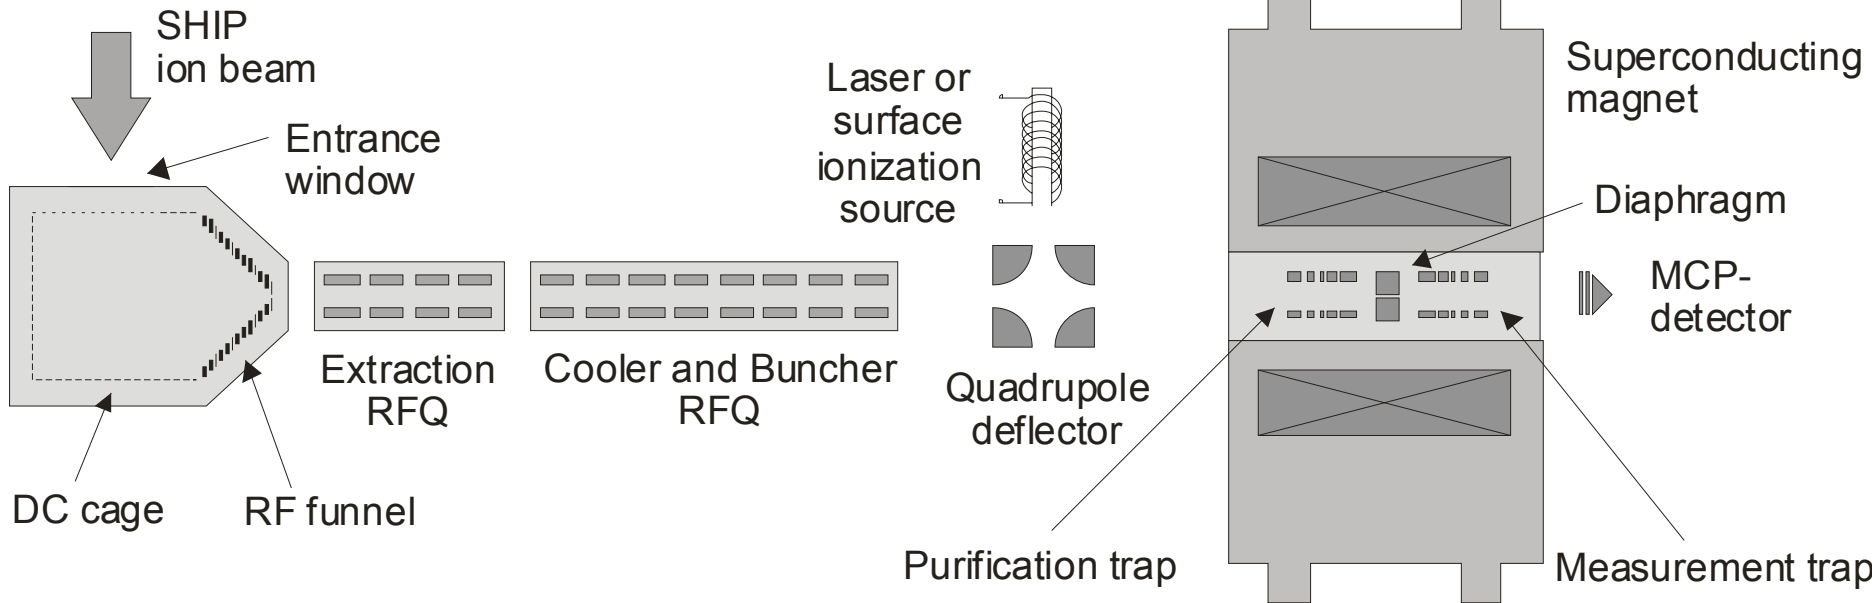 SHIP
ion beam
Entrance
window
DC cage
RF funnel
Extraction
RFQ
Cooler and Buncher
RFQ
Laser or
surface
ionization
source
Quadrupole
deflector
Purification trap
Superconducting
magnet
Diaphragm
MCP-
detector
Measurement trap